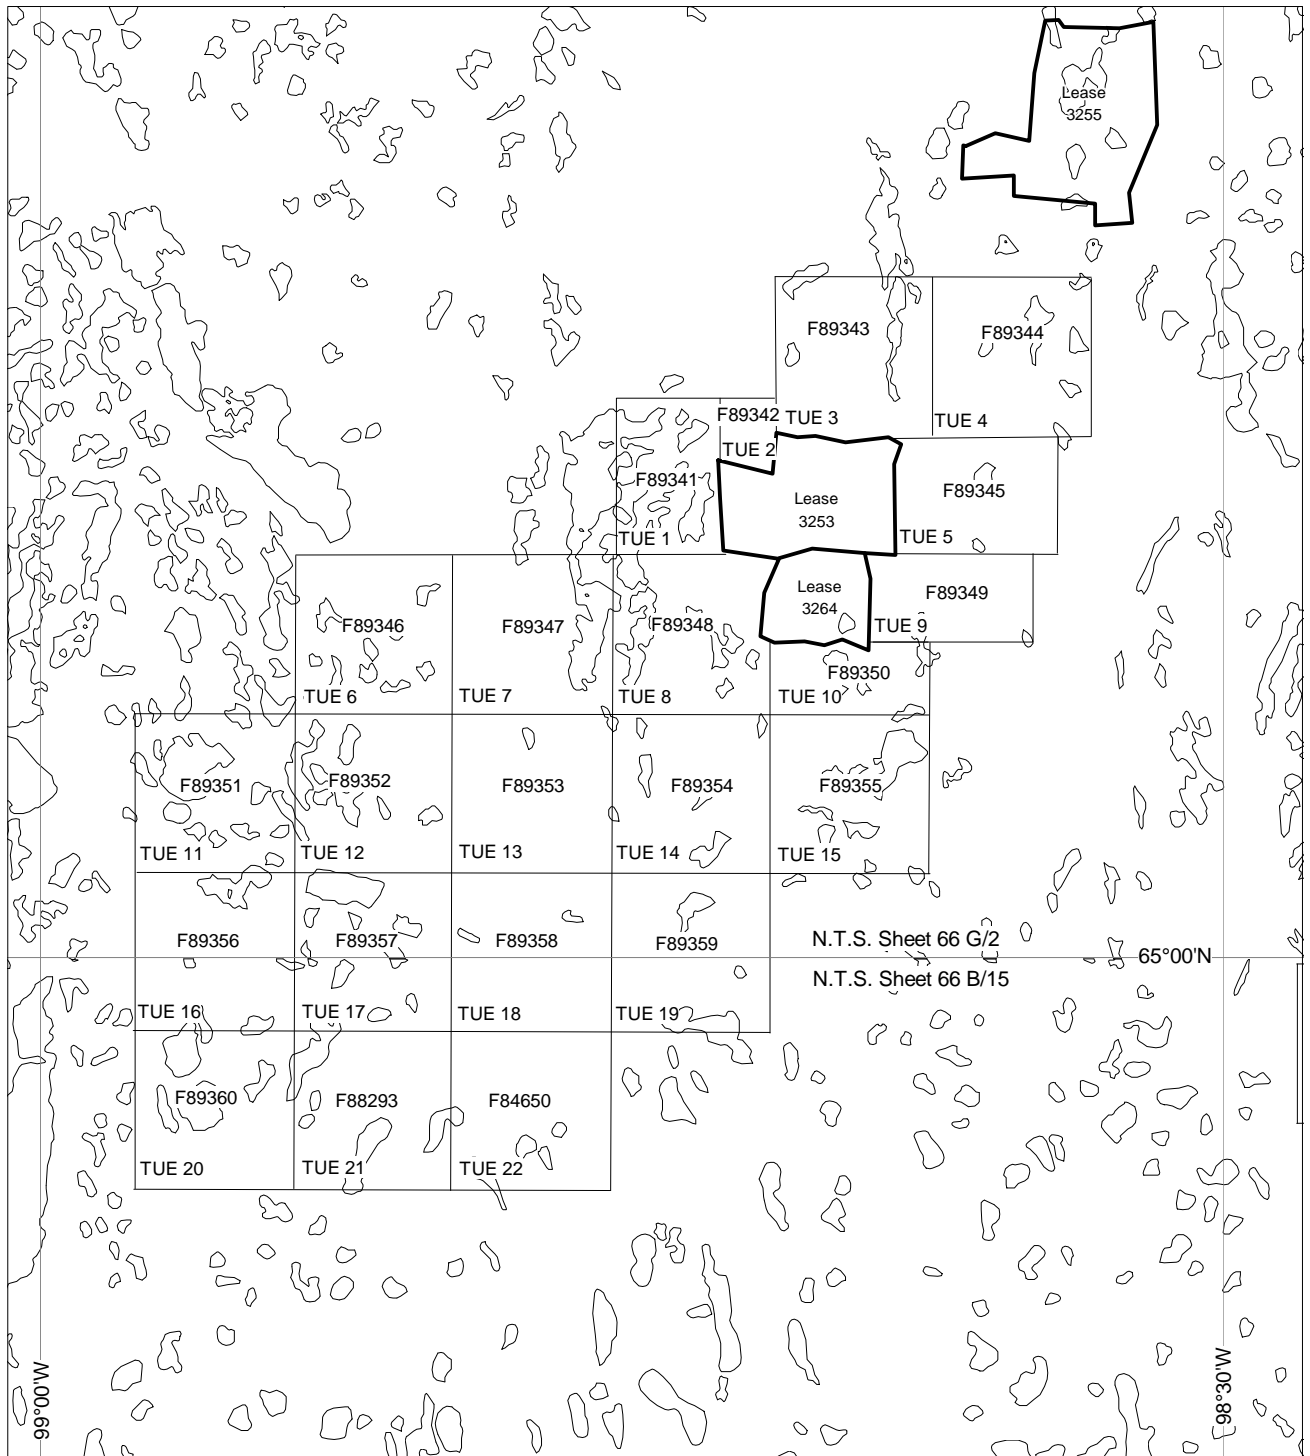 Lease
3255
F89343
F89344
F89342
TUE 3
TUE 4
TUE 2
F89341
Lease
3253
F89345
TUE 1
TUE 5
Lease
3264
F89349
F89346
F89347
F89348
TUE 9
F89350
TUE 6
TUE 7
TUE 8
TUE 10
F89351
F89352
F89353
F89354
F89355
TUE 11
TUE 12
TUE 13
TUE 14
TUE 15
F89356
F89357
F89358
F89359
N.T.S. Sheet 66 G/2
65°00'N
N.T.S. Sheet 66 B/15
TUE 16
TUE 17
TUE 18
TUE 19
F89360
F88293
F84650
TUE 20
TUE 21
TUE 22
99°00'W
98°30'W